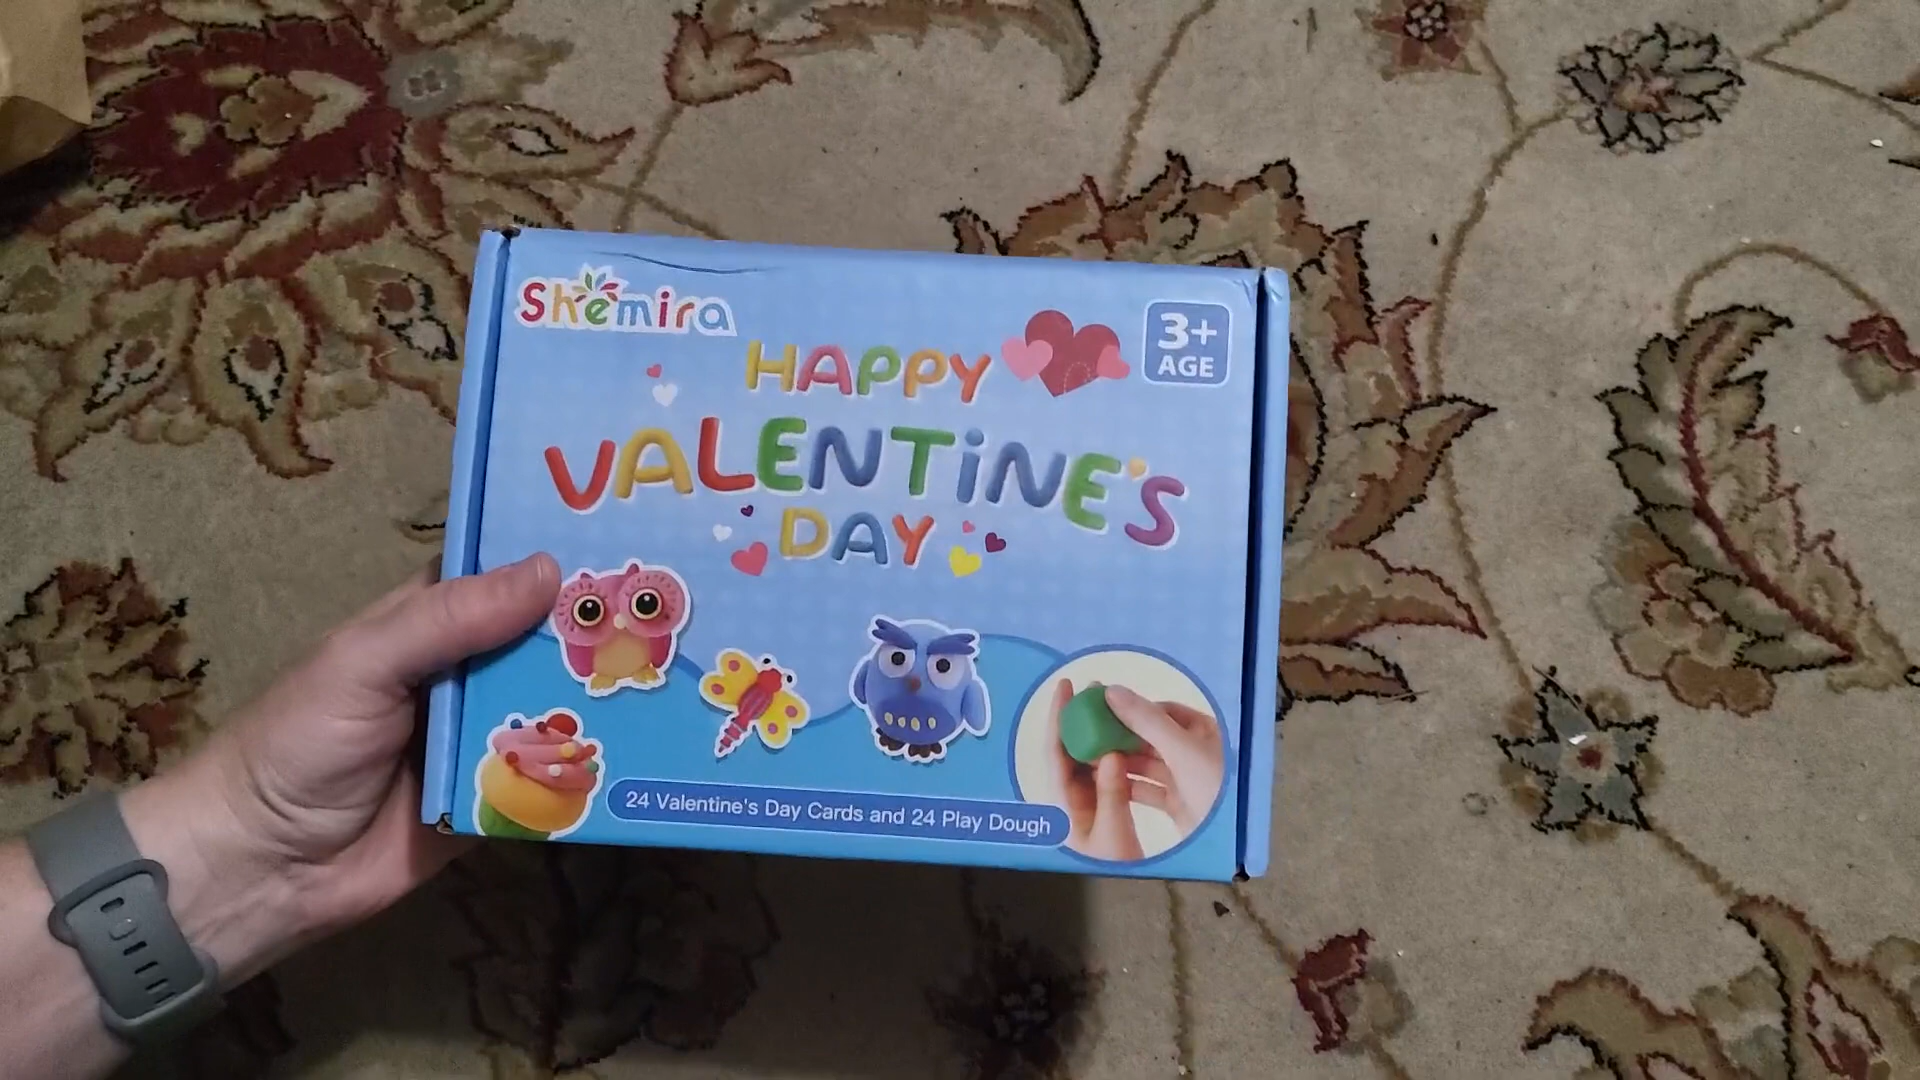 Shemira
3+
AGE
HAPPY
VALENTiNE'S
DAY
24 Valentine's Day Cards and 24 Play Dough